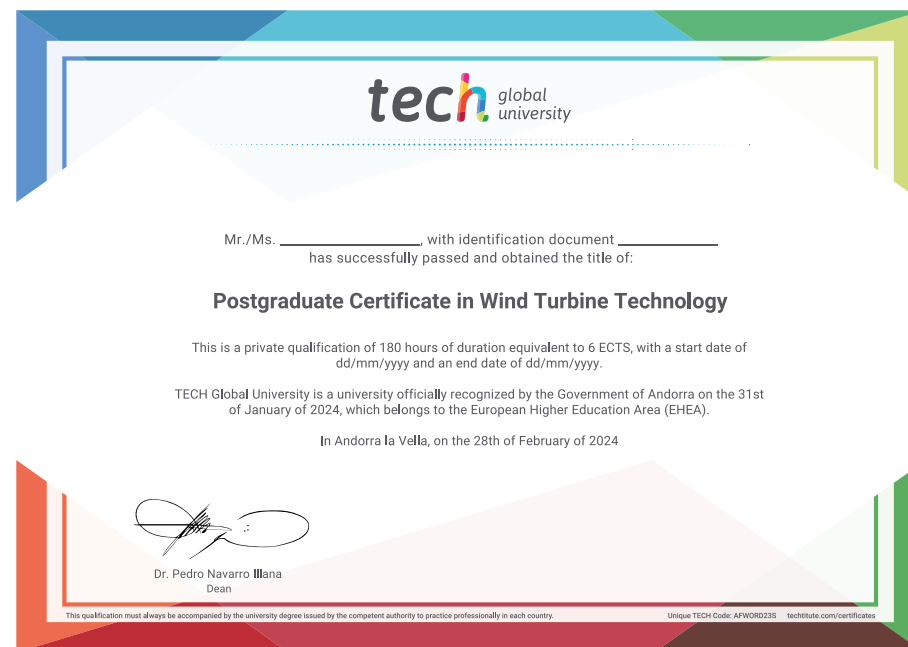 tech global university
Mr./Ms. ____________, with identification document ____________
has successfully passed and obtained the title of:
Postgraduate Certificate in Wind Turbine Technology
This is a private qualification of 180 hours of duration equivalent to 6 ECTS, with a start date of
dd/mm/yyyy and an end date of dd/mm/yyyy.
TECH Global University is a university officially recognized by the Government of Andorra on the 31st
of January of 2024, which belongs to the European Higher Education Area (EHEA).
In Andorra la Vella, on the 28th of February of 2024
Dr. Pedro Navarro Illana
Dean
This qualification must always be accompanied by the university degree issued by the competent authority to practice professionally in each country.
Unique TECH Code: AFWORD23S techtitute.com/certificates